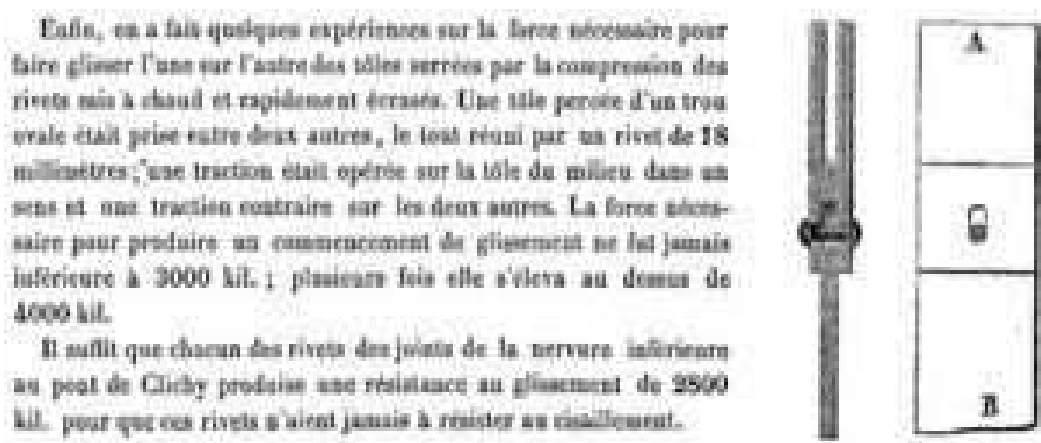 Enfin, on a fait quelques expériences sur la force nécessaire pour
faire glisser l'une sur l'autre des tôles serrées par la compression des
rivets mis à chaud et rapidement écrasés. Une tôle percée d'un trou
ovale était prise entre deux autres, le tout réuni par un rivet de 18
millimètres; une traction était opérée sur la tôle du milieu dans un
sens et une traction contraire sur les deux autres. La force néces-
saire pour produire un commencement de glissement ne fut jamais
inférieure à 3000 kil.; plusieurs fois elle s'éleva au dessus de
4000 kil.
Il suffit que chacun des rivets des joints de la nervure inférieure
au pont de Clichy produise une résistance au glissement de 2800
kil. pour que ces rivets n'aient jamais à résister au cisaillement.
A
B